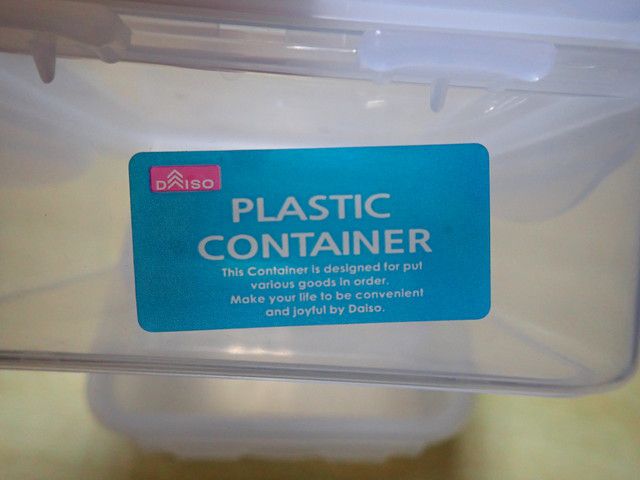 DAISO
PLASTIC
CONTAINER
This Container is designed for put
various goods in order.
Make your life to be convenient
and joyful by Daiso.